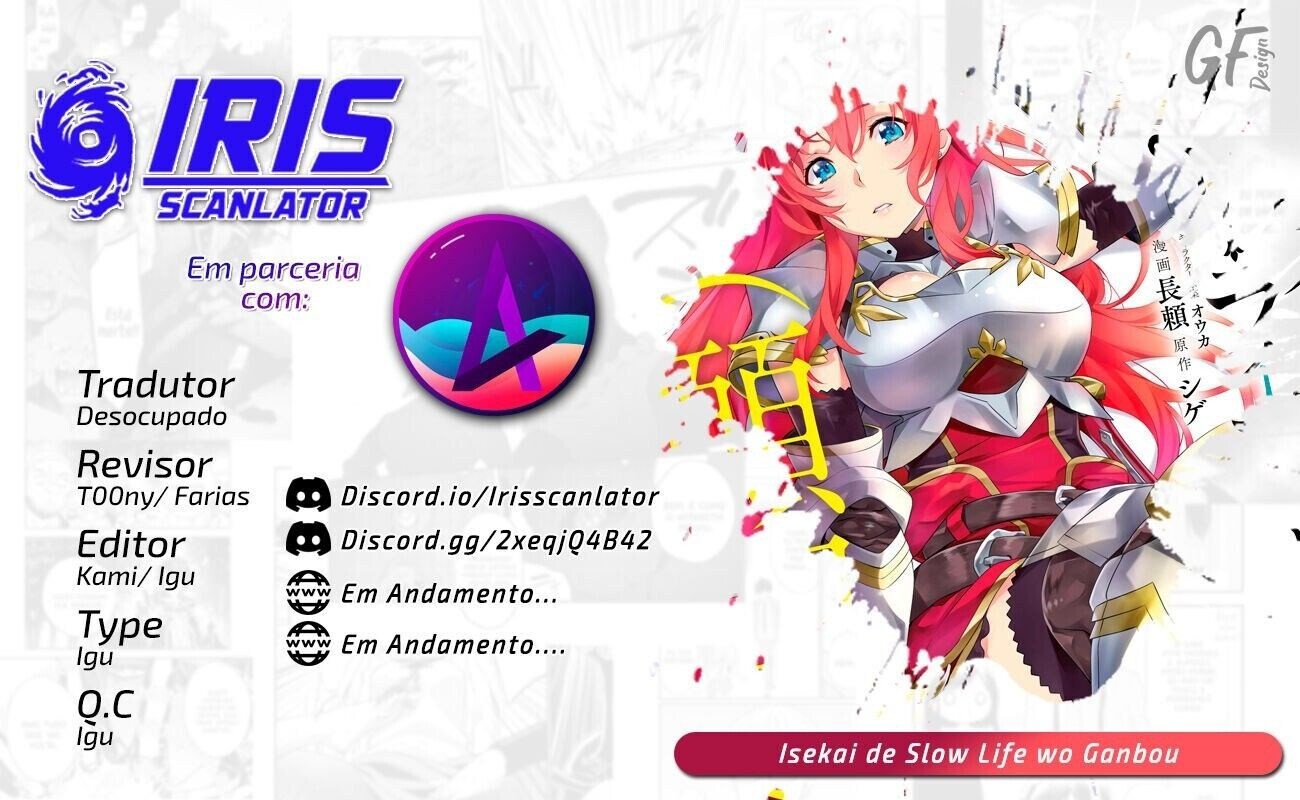 IRIS
SCANLATOR
Em parceria
com:
Tradutor
Desocupado
Revisor
T00ny/ Farias
Editor
Kami/ Igu
Type
Igu
Q.C
Igu
Discord.io/Irisscanlator
Discord.gg/2xeqjQ4B42
Em Andamento...
Em Andamento....
GF
Design
オウカ
漫画 長頼 原作 シゲ
Isekai de Slow Life wo Ganbou